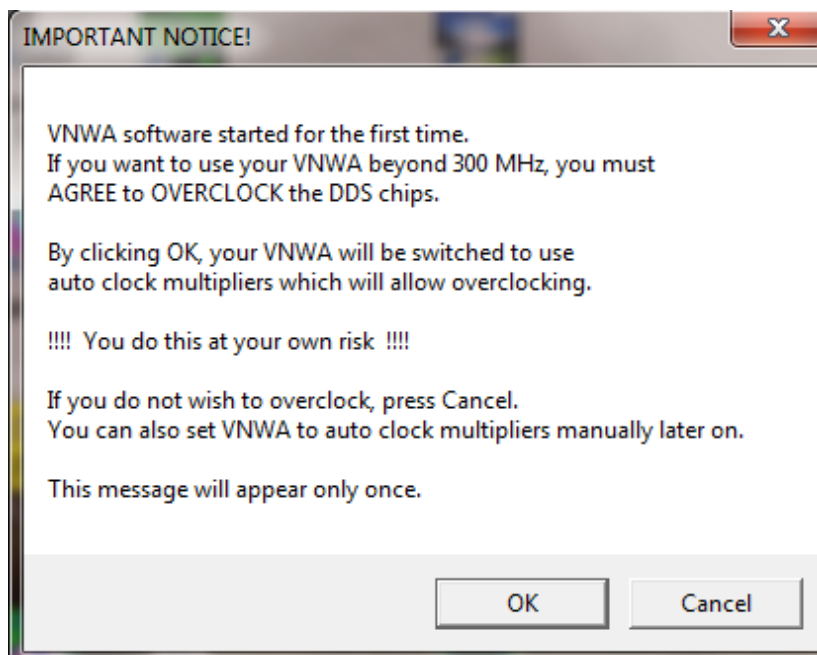 IMPORTANT NOTICE!
VNWA software started for the first time.
If you want to use your VNWA beyond 300 MHz, you must
AGREE to OVERCLOCK the DDS chips.
By clicking OK, your VNWA will be switched to use
auto clock multipliers which will allow overclocking.
!!!!  You do this at your own risk  !!!!
If you do not wish to overclock, press Cancel.
You can also set VNWA to auto clock multipliers manually later on.
This message will appear only once.
OK
Cancel